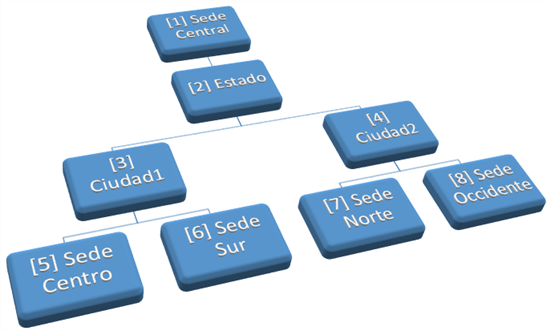 [1] Sede
Central
[2] Estado
[3]
Ciudad1
[4]
Ciudad2
[5] Sede
Centro
[6] Sede
Sur
[7] Sede
Norte
[8] Sede
Occidente